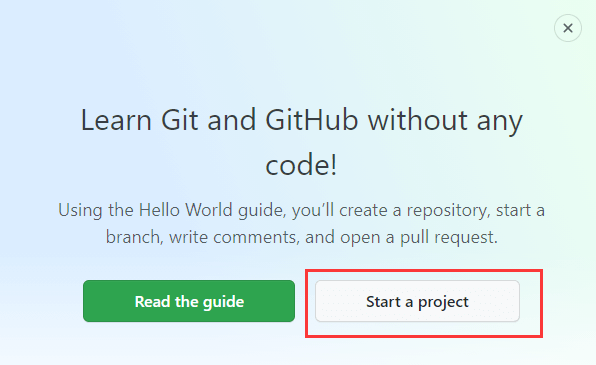 Learn Git and GitHub without any
code!
Using the Hello World guide, you’ll create a repository, start a
branch, write comments, and open a pull request.
Read the guide
Start a project